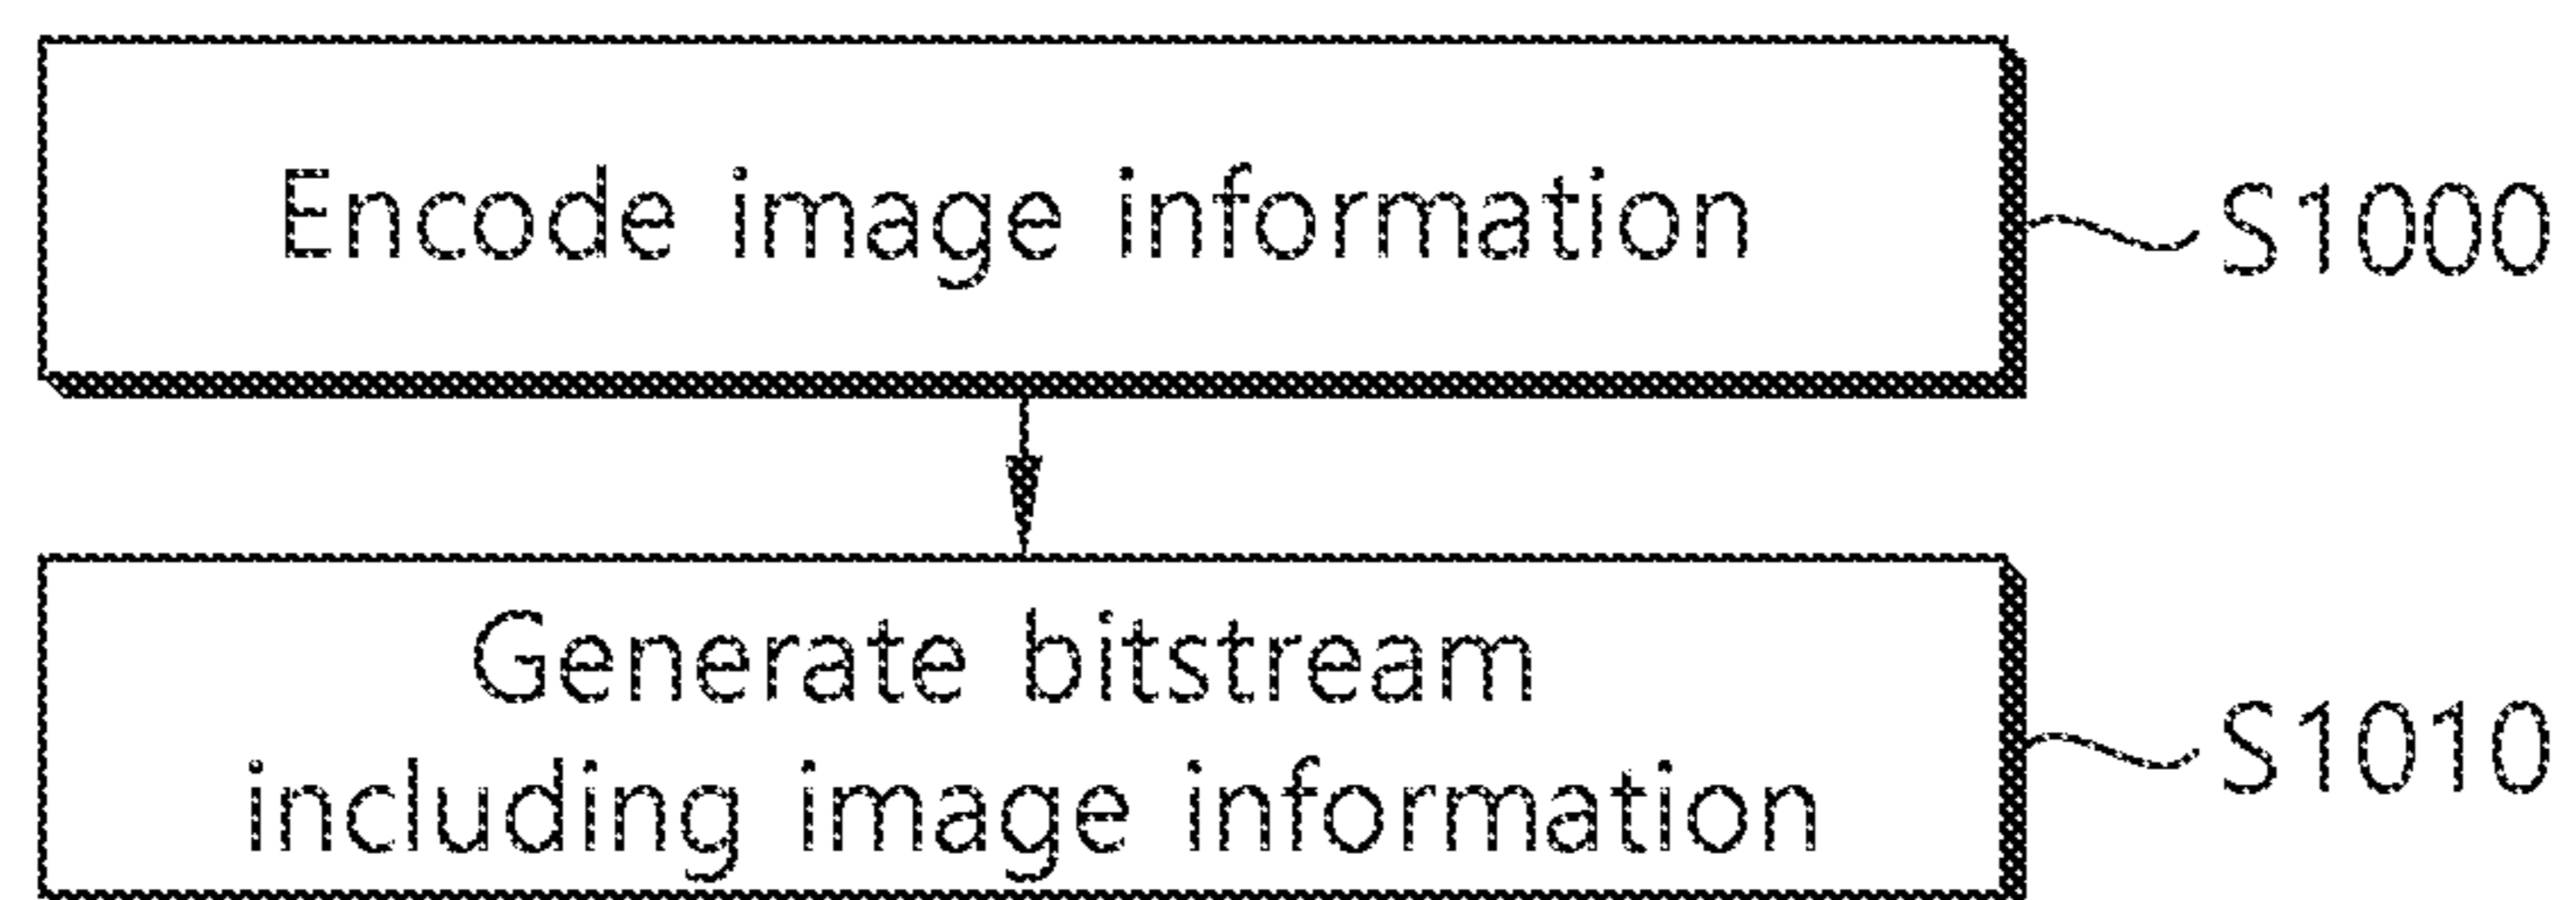 Encode image information
S1000
Generate bitstream
including image information
S1010